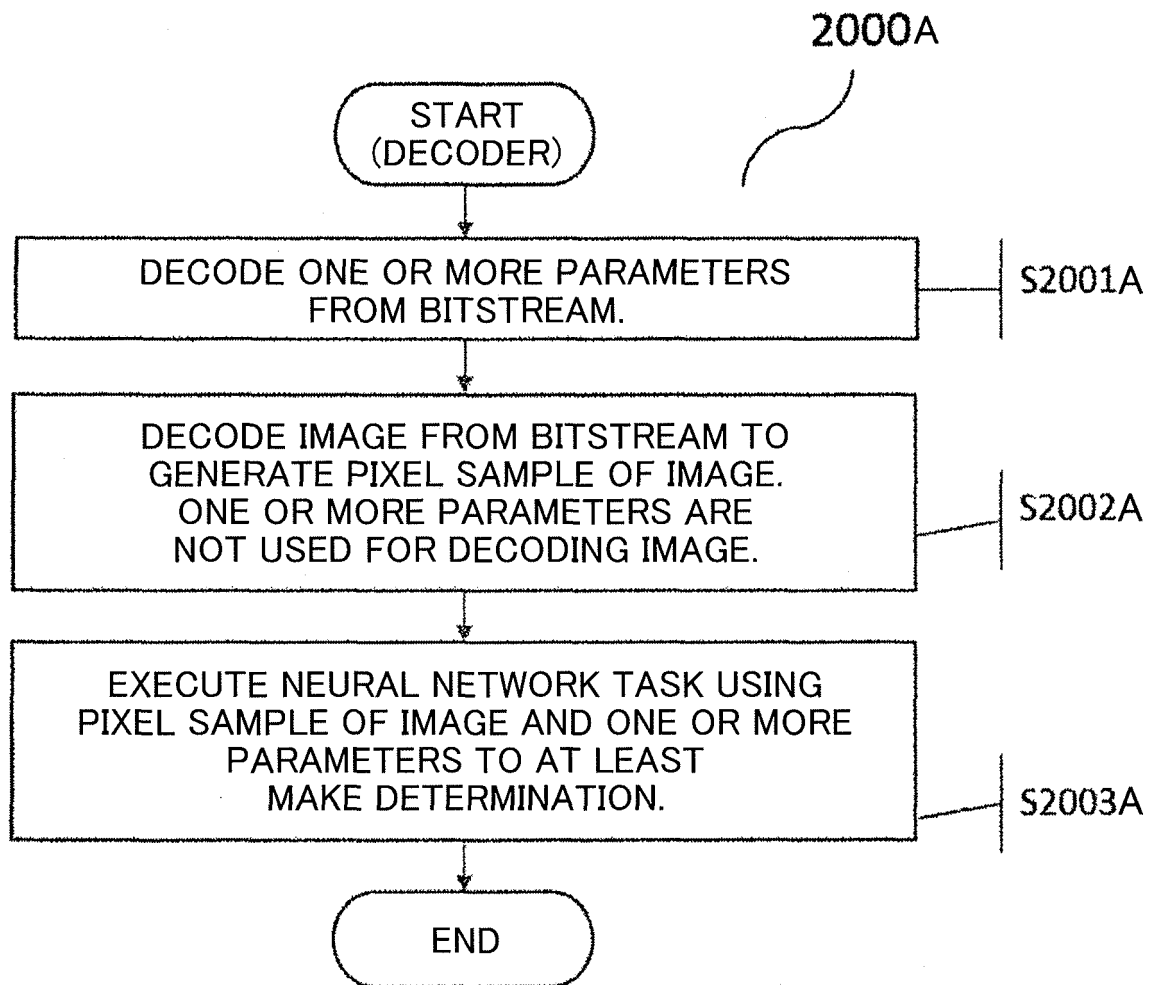 2000A
START
(DECODER)
DECODE ONE OR MORE PARAMETERS
FROM BITSTREAM.
S2001A
DECODE IMAGE FROM BITSTREAM TO
GENERATE PIXEL SAMPLE OF IMAGE.
ONE OR MORE PARAMETERS ARE
NOT USED FOR DECODING IMAGE.
S2002A
EXECUTE NEURAL NETWORK TASK USING
PIXEL SAMPLE OF IMAGE AND ONE OR MORE
PARAMETERS TO AT LEAST
MAKE DETERMINATION.
S2003A
END